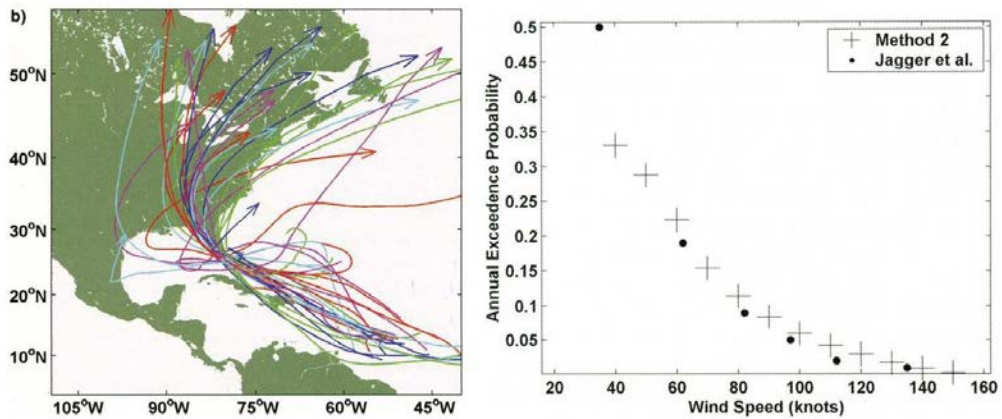 b)
50°N
40°N
30°N
20°N
10°N
105°W 90°W 75°W 60°W 45°W
Annual Exceedence Probability
0.5
0.45
0.4
0.35
0.3
0.25
0.2
0.15
0.1
0.05
20 40 60 80 100 120 140 160
Wind Speed (knots)
Method 2
Jagger et al.